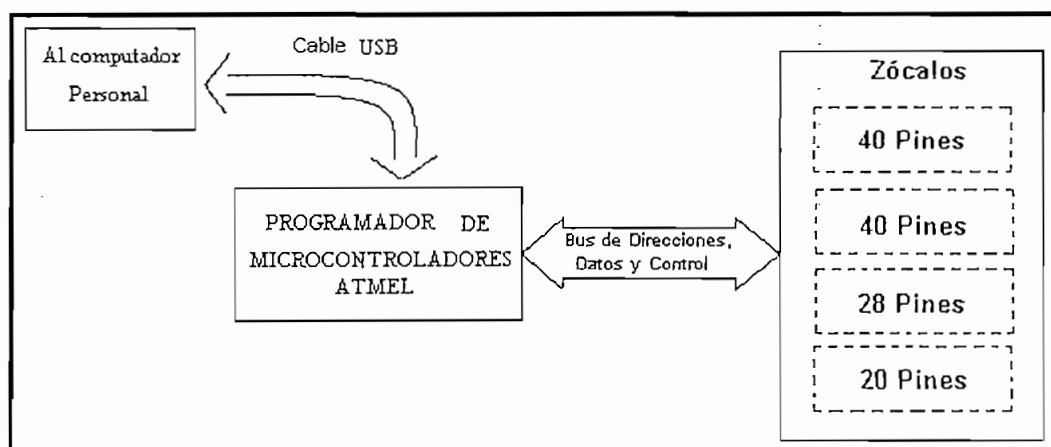 Al computador
Personal
Cable USB
PROGRAMADOR DE
MICROCONTROLADORES
ATMEL
Bus de Direcciones,
Datos y Control
Zócalos
40 Pines
40 Pines
28 Pines
20 Pines